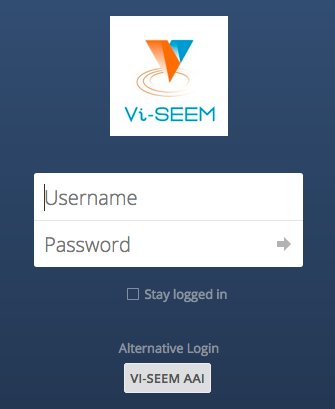 Vi-SEEM
Username
Password
Stay logged in
Alternative Login
VI-SEEM AAI